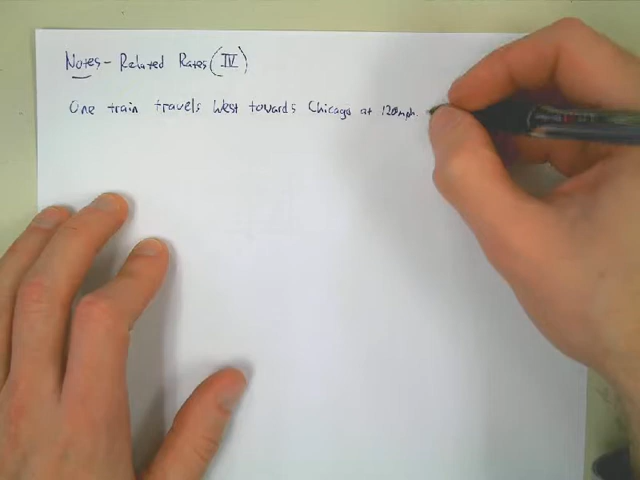 Notes - Related Rates (IV)
One train travels West towards Chicago at 120mph.